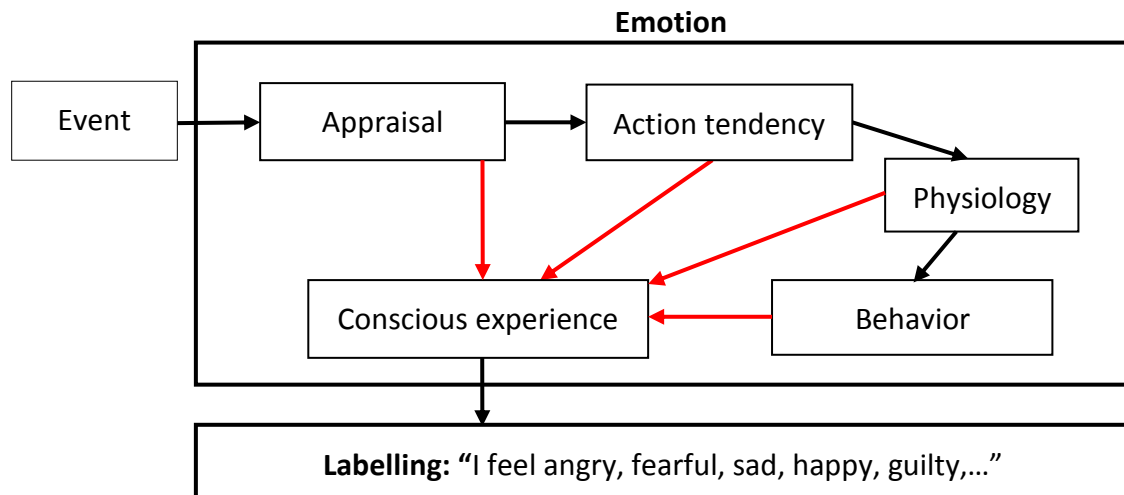 Emotion
Event
Appraisal
Action tendency
Physiology
Conscious experience
Behavior
Labelling: “I feel angry, fearful, sad, happy, guilty,…”